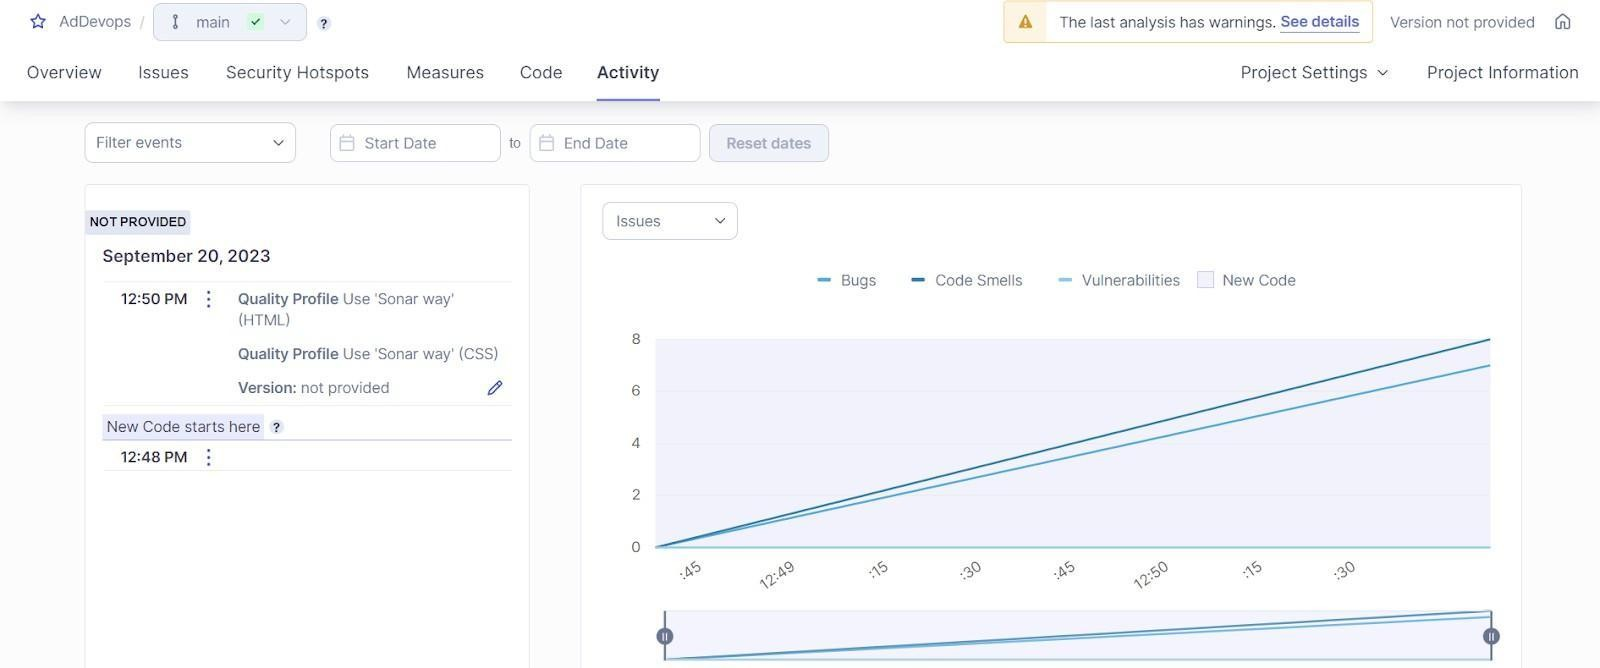 AdDevops / main ?
The last analysis has warnings. See details Version not provided
Overview Issues Security Hotspots Measures Code Activity Project Settings Project Information
Filter events Start Date to End Date Reset dates
NOT PROVIDED
September 20, 2023
12:50 PM Quality Profile Use 'Sonar way'
(HTML)
Quality Profile Use 'Sonar way' (CSS)
Version: not provided
New Code starts here ?
12:48 PM
Issues
Bugs Code Smells Vulnerabilities New Code
8
6
4
2
0
:45 12:49 :15 :30 :45 12:50 :15 :30